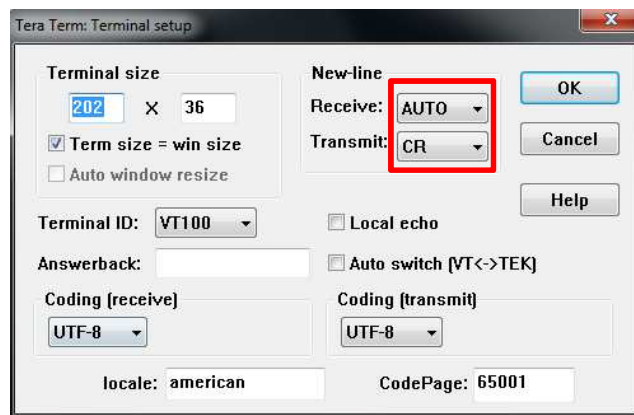 Tera Term: Terminal setup
Terminal size
202 X 36
Term size = win size
Auto window resize
New-line
Receive: AUTO
Transmit: CR
OK
Cancel
Help
Terminal ID: VT100
Local echo
Answerback:
Auto switch (VT<->TEK)
Coding (receive)
UTF-8
Coding (transmit)
UTF-8
locale: american
CodePage: 65001